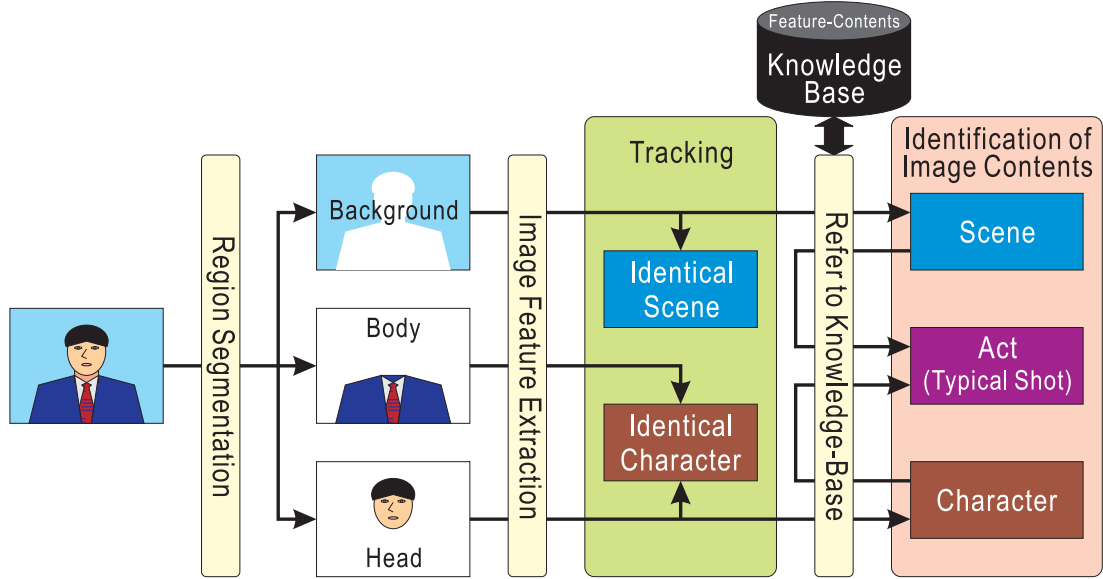 Feature-Contents
Knowledge
Base
Region Segmentation
Background
Body
Head
Image Feature Extraction
Tracking
Identical
Scene
Identical
Character
Refer to Knowledge-Base
Identification of
Image Contents
Scene
Act
(Typical Shot)
Character